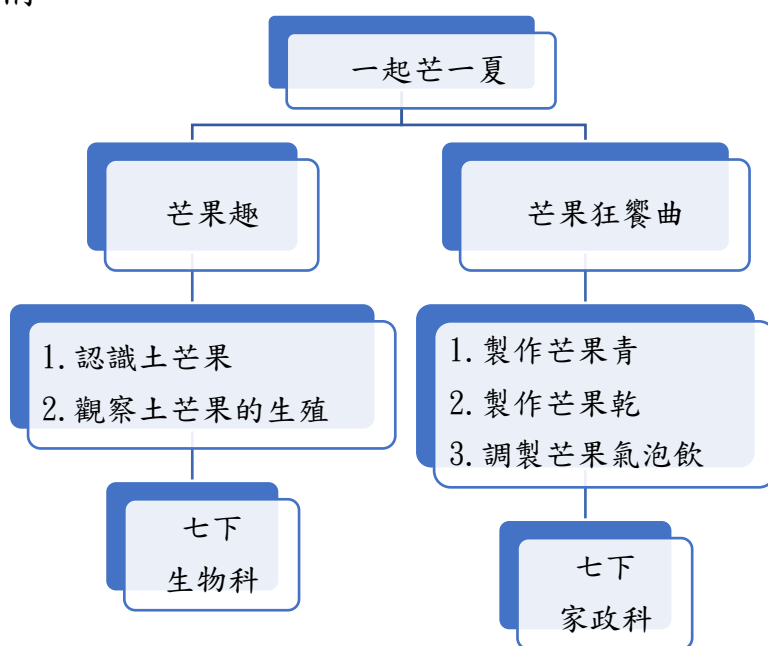 一起芒一夏
芒果趣
芒果狂饗曲
1.認識土芒果
2.觀察土芒果的生殖
1.製作芒果青
2.製作芒果乾
3.調製芒果氣泡飲
七下
生物科
七下
家政科